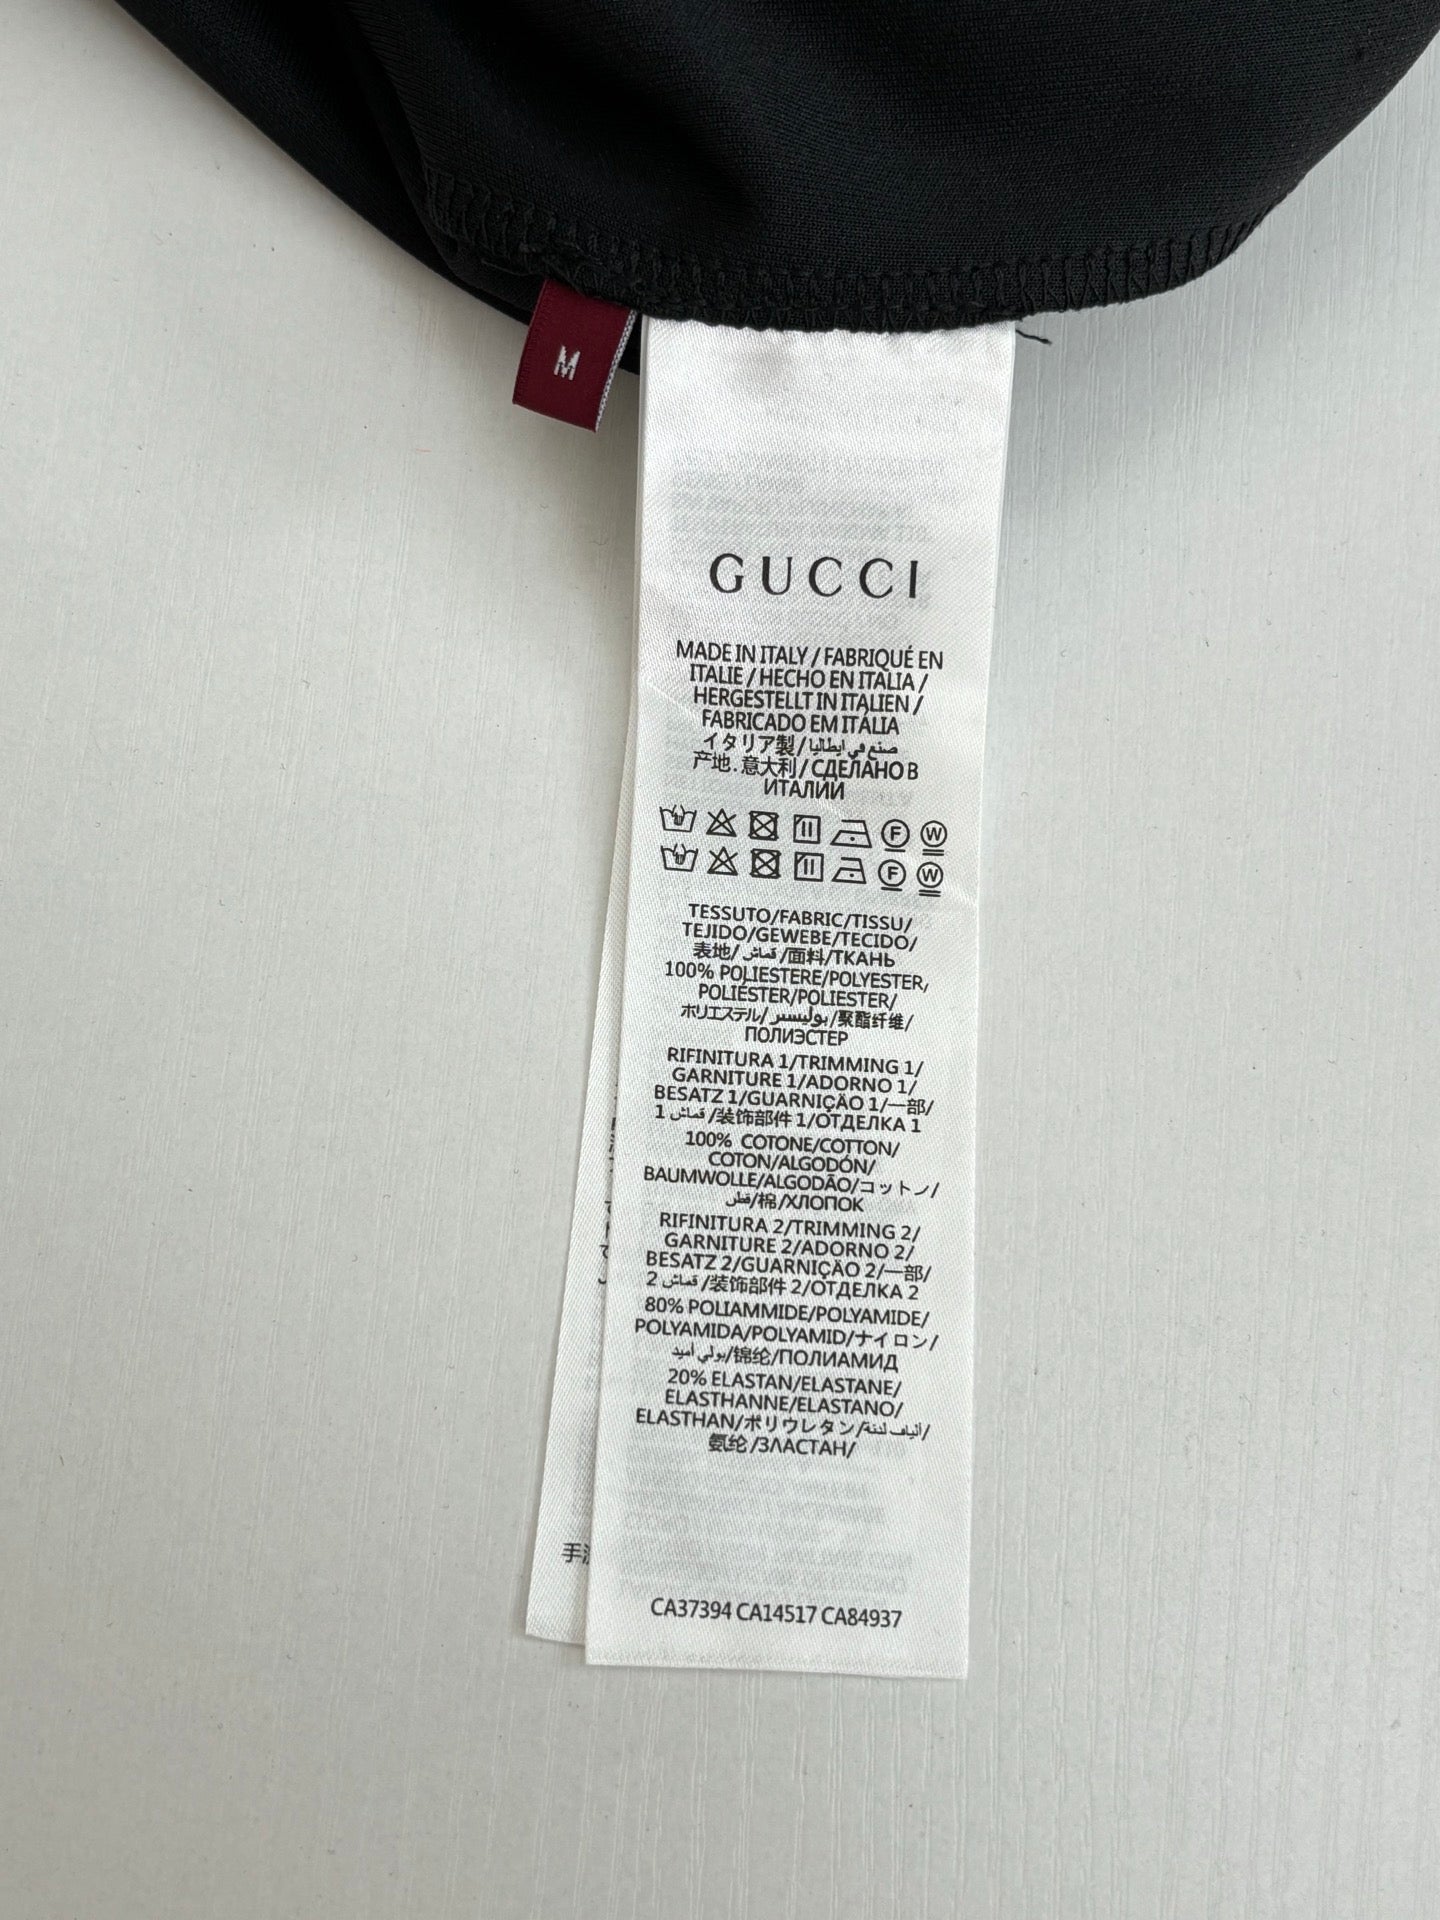 M
GUCCI
MADE IN ITALY / FABRIQUÉ EN
ITALIE / HECHO EN ITALIA /
HERGESTELLT IN ITALIEN /
FABRICADO EM ITÁLIA
イタリア製/صنع في إيطاليا
产地.意大利/СДЕЛАНО В
ИТАЛИИ
F W
F W
TESSUTO/FABRIC/TISSU/
TEJIDO/GEWEBE/TECIDO/
表地/قماش/面料/ТКАНЬ
100% POLIESTERE/POLYESTER,
POLIÉSTER/POLIESTER/
ポリエステル/بوليستر/聚酯纤维/
ПОЛИЭСТЕР
RIFINITURA 1/TRIMMING 1/
GARNITURE 1/ADORNO 1/
BESATZ 1/GUARNIÇÃO 1/一部/
1 قماش/装饰部件 1/ОТДЕЛКА 1
100% COTONE/COTTON/
COTON/ALGODÓN/
BAUMWOLLE/ALGODÃO/コットノ/
قطن/棉/ХЛОПОК
RIFINITURA 2/TRIMMING 2/
GARNITURE 2/ADORNO 2/
BESATZ 2/GUARNIÇÃO 2/一部/
2 قماش/装饰部件 2/ОТДЕЛКА 2
80% POLIAMMIDE/POLYAMIDE/
POLYAMIDA/POLYAMID/ナイロン/
بولي أميد/锦纶/ПОЛИАМИД
20% ELASTAN/ELASTANE/
ELASTHANNE/ELASTANO/
ELASTHAN/ポリウレタン/ألياف لدنة/
氨纶/ЗЛАСТАН/
手
CA37394 CA14517 CA84937